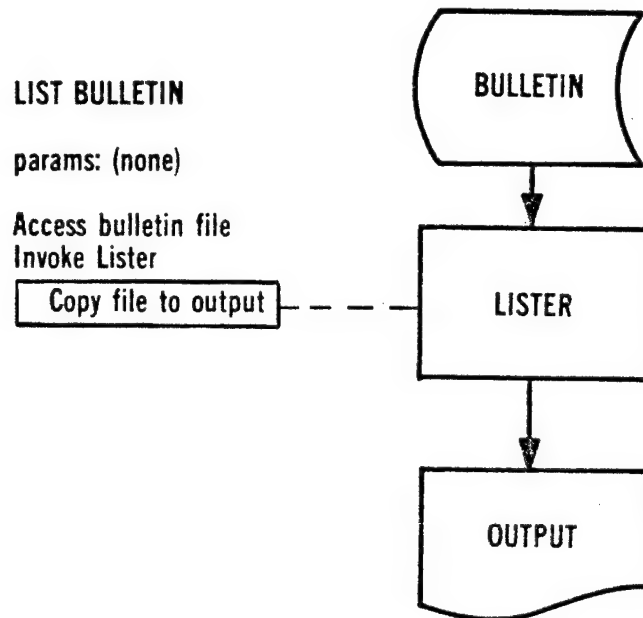 LIST BULLETIN
params: (none)
Access bulletin file
Invoke Lister
Copy file to output
BULLETIN
LISTER
OUTPUT